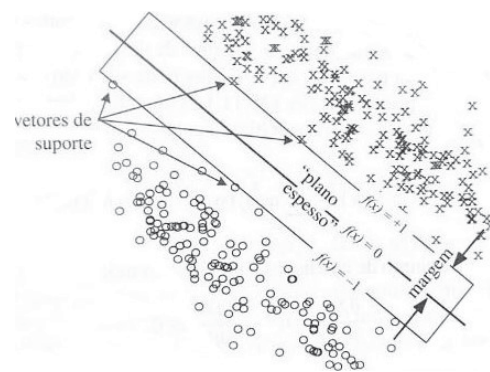 vetores de
suporte
“plano
espesso”
f(x) = +1
f(x) = 0
f(x) = -1
margem